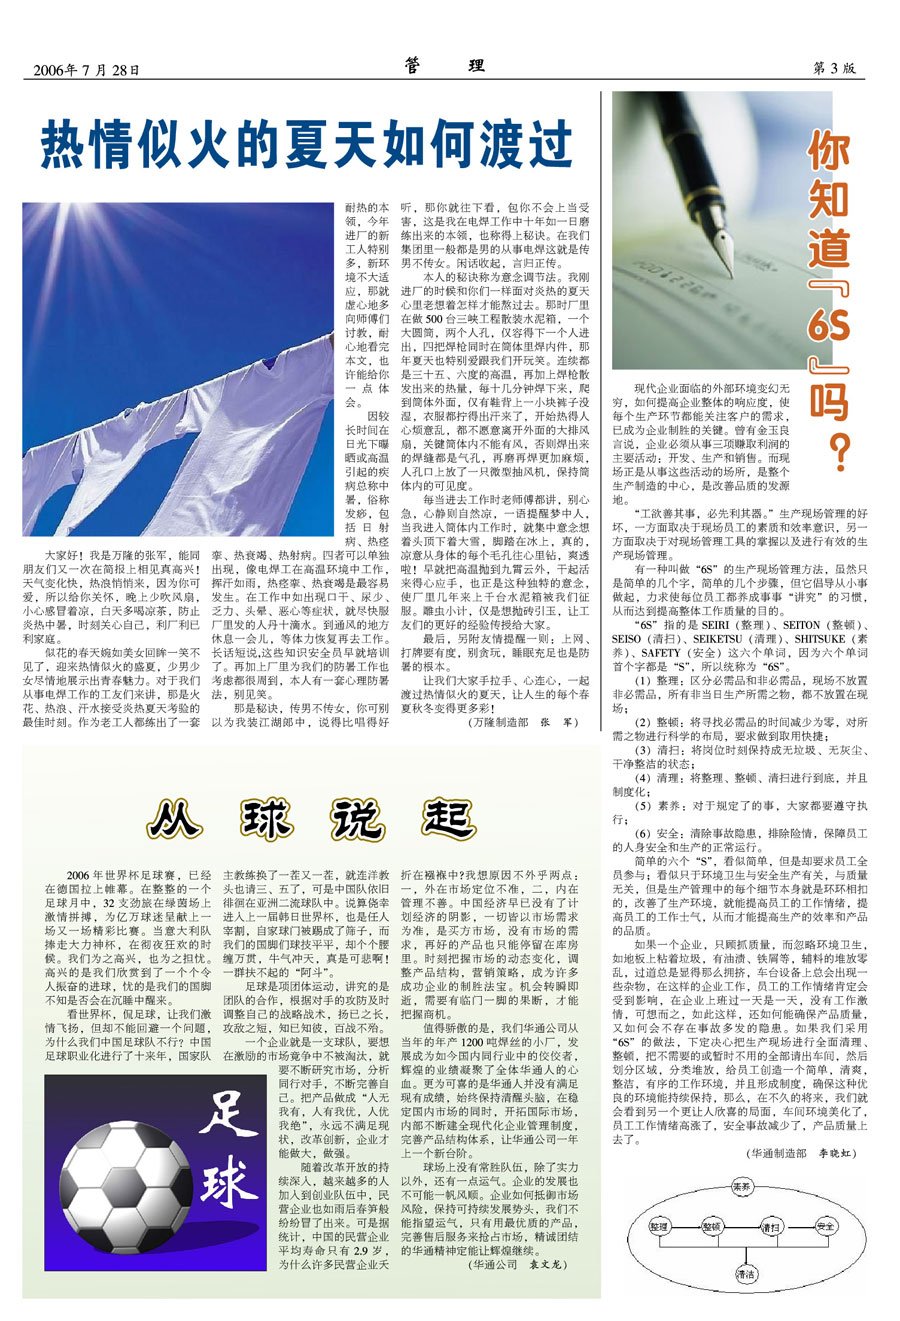 2006年 7 月 28日
管 理
第 3 版
热情似火的夏天如何渡过
大家好！我是万隆的张军，能同
朋友们又一次在简报上相见真高兴！
天气变化快，热浪悄悄来，因为你可
爱，所以给你关怀，晚上少吹风扇，
小心感冒着凉，白天多喝凉茶，防止
炎热中暑，时刻关心自己，利厂利已
利家庭。
似花的春天婉如美女回眸一笑不
见了，迎来热情似火的盛夏，少男少
女尽情地展示出青春魅力。对于我们
从事电焊工作的工友们来讲，那是火
花、热浪、汗水接受炎热夏天考验的
最佳时刻。作为老工人都练出了一套
耐热的本
领，今年
进厂的新
工人特别
多，新环
境不大适
应，那就
虚心地多
向师傅们
讨教，耐
心地看完
本文，也
许能给你
一点体
会。
因较
长时间在
日光下曝
晒或高温
引起的疾
病总称中
暑，俗称
发痧，包
括日射
病、热痉
挛、热衰竭、热射病。四者可以单独
出现，像电焊工在高温环境中工作，
挥汗如雨，热痉挛、热衰竭是最容易
发生。在工作中如出现口干、尿少、
乏力、头晕、恶心等症状，就尽快服
厂里发的人丹十滴水。到通风的地方
休息一会儿，等体力恢复再去工作。
长话短说,这些知识安全员早就培训
了。再加上厂里为我们的防暑工作也
考虑都很周到，本人有一套心理防暑
法，别见笑。
那是秘诀，传男不传女，你可别
以为我装江湖郎中，说得比唱得好
听，那你就往下看，包你不会上当受
害，这是我在电焊工作中十年如一日磨
练出来的本领，也称得上秘诀。在我们
集团里一般都是男的从事电焊这就是传
男不传女。闲话收起，言归正传。
本人的秘诀称为意念调节法。我刚
进厂的时候和你们一样面对炎热的夏天
心里老想着怎样才能熬过去。那时厂里
在做 500 台三峡工程散装水泥箱，一个
大圆筒，两个人孔，仅容得下一个人进
出，四把焊枪同时在筒体里焊内件，那
年夏天也特别爱跟我们开玩笑。连续都
是三十五、六度的高温，再加上焊枪散
发出来的热量，每十几分钟焊下来，爬
到筒体外面，仅有鞋背上一小块裤子没
湿，衣服都拧得出汗来了，开始热得人
心烦意乱，都不愿意离开外面的大排风
扇，关键筒体内不能有风，否则焊出来
的焊缝都是气孔，再磨再焊更加麻烦，
人孔口上放了一只微型抽风机，保持筒
体内的可见度。
每当进去工作时老师傅都讲，别心
急，心静则自然凉，一语提醒梦中人，
当我进入筒体内工作时，就集中意念想
着头顶下着大雪，脚踏在冰上，真的，
凉意从身体的每个毛孔往心里钻，爽透
啦！早就把高温抛到九霄云外，干起活
来得心应手，也正是这种独特的意念，
使厂里几年来上千台水泥箱被我们征
服。雕虫小计，仅是想抛砖引玉，让工
友们的更好的经验传授给大家。
最后，另附友情提醒一则：上网、
打牌要有度，别贪玩，睡眠充足也是防
暑的根本。
让我们大家手拉手、心连心，一起
渡过热情似火的夏天，让人生的每个春
夏秋冬变得更多彩！
（万隆制造部 张 军）
你知道『6S』吗？
现代企业面临的外部环境变幻无
穷，如何提高企业整体的响应度，使
每个生产环节都能关注客户的需求，
已成为企业制胜的关键。曾有金玉良
言说，企业必须从事三项赚取利润的
主要活动：开发、生产和销售。而现
场正是从事这些活动的场所，是整个
生产制造的中心，是改善品质的发源
地。
“工欲善其事，必先利其器。”生产现场管理的好
坏，一方面取决于现场员工的素质和效率意识，另一
方面取决于对现场管理工具的掌握以及进行有效的生
产现场管理。
有一种叫做 “6S”的生产现场管理方法，虽然只
是简单的几个字，简单的几个步骤，但它倡导从小事
做起，力求使每位员工都养成事事 “讲究”的习惯，
从而达到提高整体工作质量的目的。
“6S”指的是 SEIRI（整理）、SEITON（整顿）、
SEISO（清扫）、SEIKETSU（清理）、SHITSUKE（素
养）、SAFETY（安全）这六个单词，因为六个单词
首个字都是 “S”，所以统称为 “6S”。
（1）整理：区分必需品和非必需品，现场不放置
非必需品，所有非当日生产所需之物，都不放置在现
场；
（2）整顿：将寻找必需品的时间减少为零，对所
需之物进行科学的布局，要求做到取用快捷；
（3）清扫：将岗位时刻保持成无垃圾、无灰尘、
干净整洁的状态；
（4）清理：将整理、整顿、清扫进行到底，并且
制度化；
（5）素养：对于规定了的事，大家都要遵守执
行；
（6）安全：清除事故隐患，排除险情，保障员工
的人身安全和生产的正常运行。
简单的六个 “S”，看似简单，但是却要求员工全
员参与；看似只于环境卫生与安全生产有关，与质量
无关，但是生产管理中的每个细节本身就是环环相扣
的，改善了生产环境，就能提高员工的工作情绪，提
高员工的工作士气，从而才能提高生产的效率和产品
的品质。
如果一个企业，只顾抓质量，而忽略环境卫生，
如地板上粘着垃圾，有油渍、铁屑等，辅料的堆放零
乱，过道总是显得那么拥挤，车台设备上总会出现一
些杂物，在这样的企业工作，员工的工作情绪肯定会
受到影响，在企业上班过一天是一天，没有工作激
情，可想而之，如此这样，还如何能确保产品质量，
又如何会不存在事故多发的隐患。如果我们采用
“6S”的做法，下定决心把生产现场进行全面清理、
整顿，把不需要的或暂时不用的全部请出车间，然后
划分区域，分类堆放，给员工创造一个简单，清爽，
整洁，有序的工作环境，并且形成制度，确保这种优
良的环境能持续保持，那么，在不久的将来，我们就
会看到另一个更让人欣喜的局面，车间环境美化了，
员工工作情绪高涨了，安全事故减少了，产品质量上
去了。
（华通制造部 李晓虹）
素养
整理
整顿
清扫
安全
清洁
从球说起
2006 年世界杯足球赛，已经
在德国拉上帷幕。在整整的一个
足球月中，32 支劲旅在绿茵场上
激情拼搏，为亿万球迷呈献上一
场又一场精彩比赛。当意大利队
捧走大力神杯，在彻夜狂欢的时
候。我们为之高兴，也为之担忧。
高兴的是我们欣赏到了一个个令
人振奋的进球，忧的是我们的国脚
不知是否会在沉睡中醒来。
看世界杯，侃足球，让我们激
情飞扬，但却不能回避一个问题，
为什么我们中国足球队不行？中国
足球职业化进行了十来年，国家队
足球
主教练换了一茬又一茬，就连洋教
头也请三、五了，可是中国队依旧
徘徊在亚洲二流球队中。说算侥幸
进入上一届韩日世界杯，也是任人
宰割，自家球门被踢成了筛子，而
我们的国脚们球技平平，却个个腰
缠万贯，牛气冲天，真是可悲啊！
一群扶不起的 “阿斗”。
足球是项团体运动，讲究的是
团队的合作，根据对手的攻防及时
调整自己的战略战术，扬已之长，
攻敌之短，知已知彼，百战不殆。
一个企业就是一支球队，要想
在激励的市场竞争中不被淘汰，就
要不断研究市场，分析
同行对手，不断完善自
己。把产品做成 “人无
我有，人有我优，人优
我绝”，永远不满足现
状，改革创新，企业才
能做大，做强。
随着改革开放的持
续深入，越来越多的人
加入到创业队伍中，民
营企业也如雨后春笋般
纷纷冒了出来。可是据
统计，中国的民营企业
平均寿命只有 2.9 岁，
为什么许多民营企业夭
折在襁褓中?我想原因不外乎两点：
一，外在市场定位不准，二，内在
管理不善。中国经济早已没有了计
划经济的阴影，一切皆以市场需求
为准，是买方市场，没有市场的需
求，再好的产品也只能停留在库房
里。时刻把握市场的动态变化，调
整产品结构，营销策略，成为许多
成功企业的制胜法宝。机会转瞬即
逝，需要有临门一脚的果断，才能
把握商机。
值得骄傲的是，我们华通公司从
当年的年产 1200 吨焊丝的小厂，发
展成为如今国内同行业中的佼佼者，
辉煌的业绩凝聚了全体华通人的心
血。更为可喜的是华通人并没有满足
现有成绩，始终保持清醒头脑，在稳
定国内市场的同时，开拓国际市场，
内部不断建全现代化企业管理制度，
完善产品结构体系，让华通公司一年
上一个新台阶。
球场上没有常胜队伍，除了实力
以外，还有一点运气。企业的发展也
不可能一帆风顺。企业如何抵御市场
风险，保持可持续发展势头，我们不
能指望运气，只有用最优质的产品，
完善售后服务来抢占市场，精诚团结
的华通精神定能让辉煌继续。
（华通公司 袁文龙）